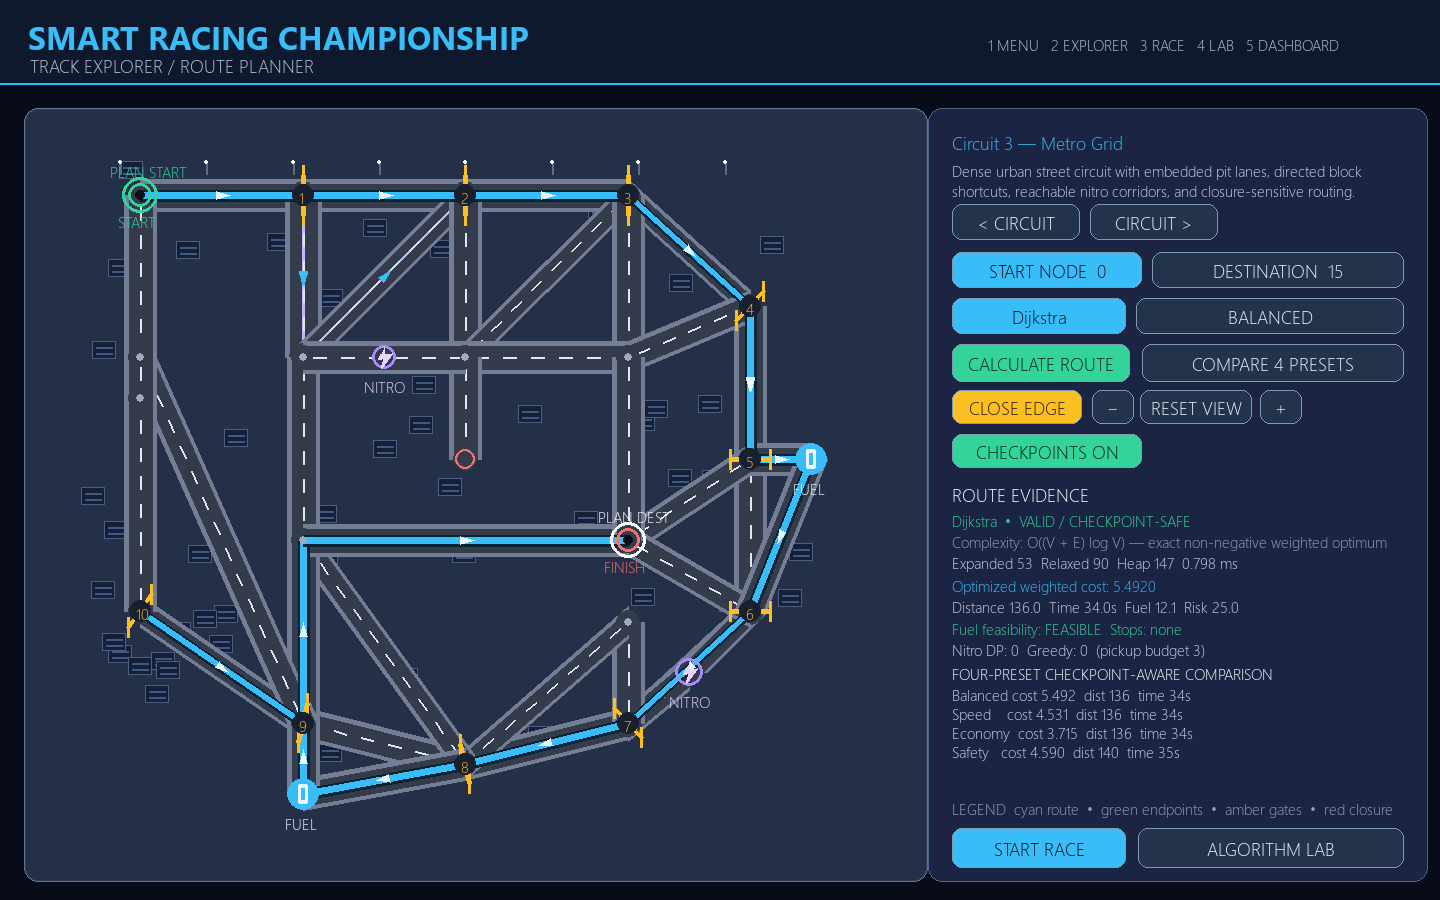 SMART RACING CHAMPIONSHIP
TRACK EXPLORER / ROUTE PLANNER
1 MENU 2 EXPLORER 3 RACE 4 LAB 5 DASHBOARD
PLAN START
START
1
2
3
4
NITRO
5
FUEL
PLAN DEST
FINISH
10
6
NITRO
9
7
8
FUEL
Circuit 3 — Metro Grid
Dense urban street circuit with embedded pit lanes, directed block
shortcuts, reachable nitro corridors, and closure-sensitive routing.
< CIRCUIT
CIRCUIT >
START NODE 0
DESTINATION 15
Dijkstra
BALANCED
CALCULATE ROUTE
COMPARE 4 PRESETS
CLOSE EDGE
–
RESET VIEW
+
CHECKPOINTS ON
ROUTE EVIDENCE
Dijkstra • VALID / CHECKPOINT-SAFE
Complexity: O((V + E) log V) — exact non-negative weighted optimum
Expanded 53 Relaxed 90 Heap 147 0.798 ms
Optimized weighted cost: 5.4920
Distance 136.0 Time 34.0s Fuel 12.1 Risk 25.0
Fuel feasibility: FEASIBLE Stops: none
Nitro DP: 0 Greedy: 0 (pickup budget 3)
FOUR-PRESET CHECKPOINT-AWARE COMPARISON
Balanced cost 5.492 dist 136 time 34s
Speed cost 4.531 dist 136 time 34s
Economy cost 3.715 dist 136 time 34s
Safety cost 4.590 dist 140 time 35s
LEGEND cyan route • green endpoints • amber gates • red closure
START RACE
ALGORITHM LAB